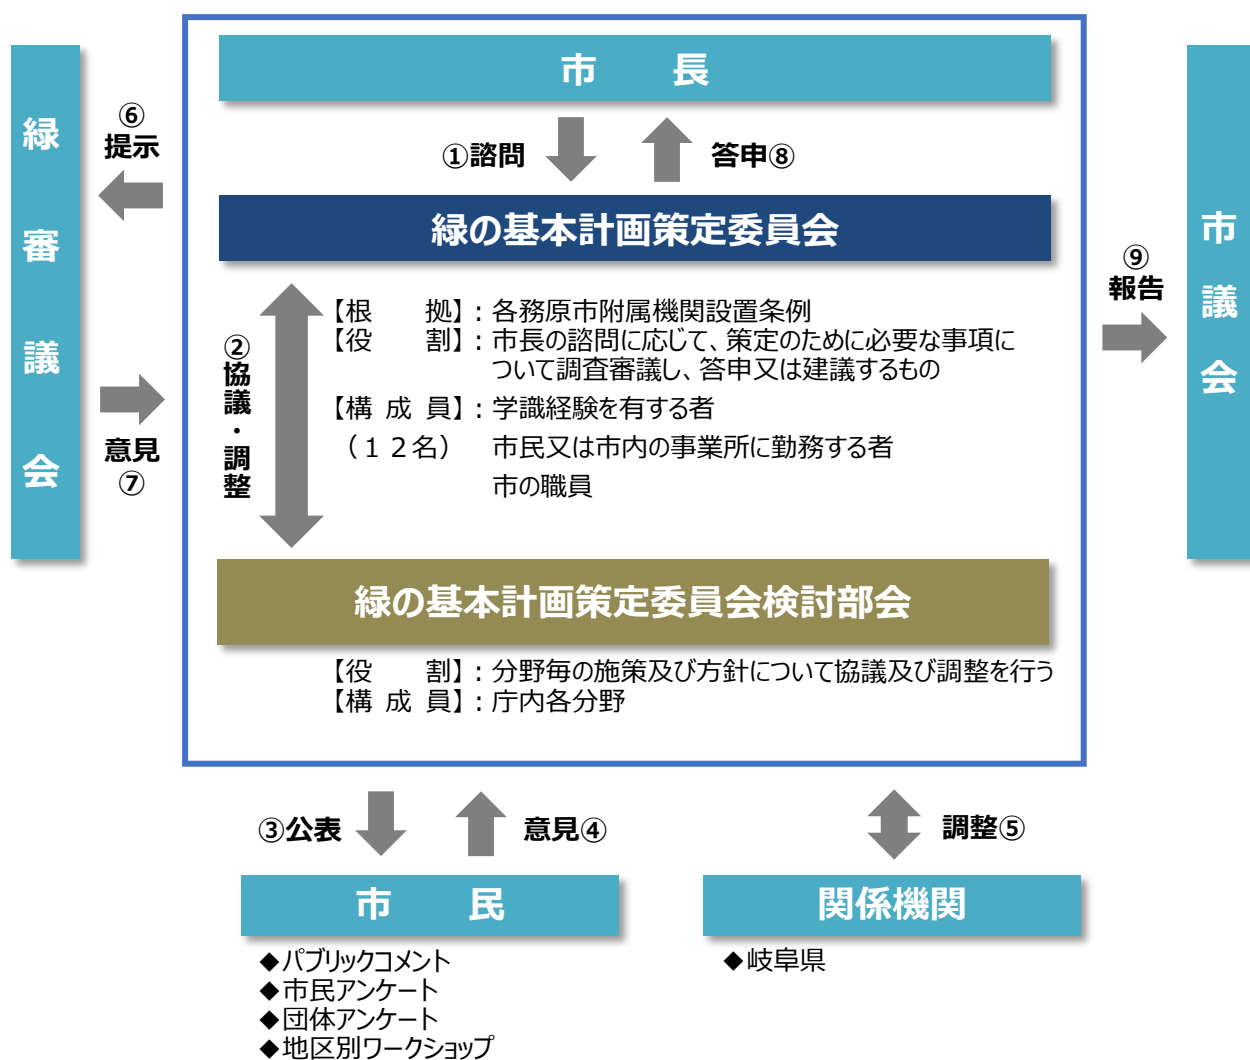 市　長
①諮問
答申⑧
緑の基本計画策定委員会
【根　拠】：各務原市附属機関設置条例
【役　割】：市長の諮問に応じて、策定のために必要な事項に
ついて調査審議し、答申又は建議するもの
【構 成 員】：学識経験を有する者
（１２名）　市民又は市内の事業所に勤務する者
市の職員
②協議・調整
緑の基本計画策定委員会検討部会
【役　割】：分野毎の施策及び方針について協議及び調整を行う
【構 成 員】：庁内各分野
緑審議会
⑥
提示
意見
⑦
⑨
報告
市議会
③公表
意見④
調整⑤
市　民
◆パブリックコメント
◆市民アンケート
◆団体アンケート
◆地区別ワークショップ
関係機関
◆岐阜県